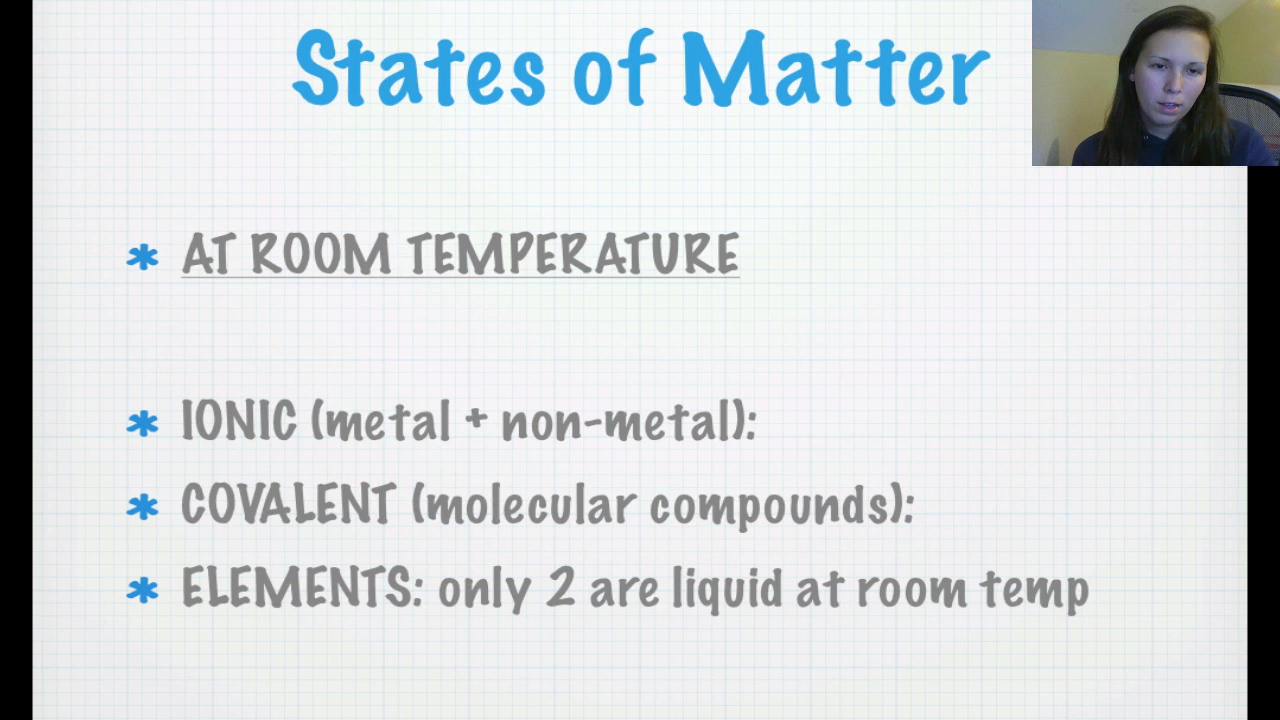 States of Matter
* AT ROOM TEMPERATURE
* IONIC (metal + non-metal):
* COVALENT (molecular compounds):
* ELEMENTS: only 2 are liquid at room temp